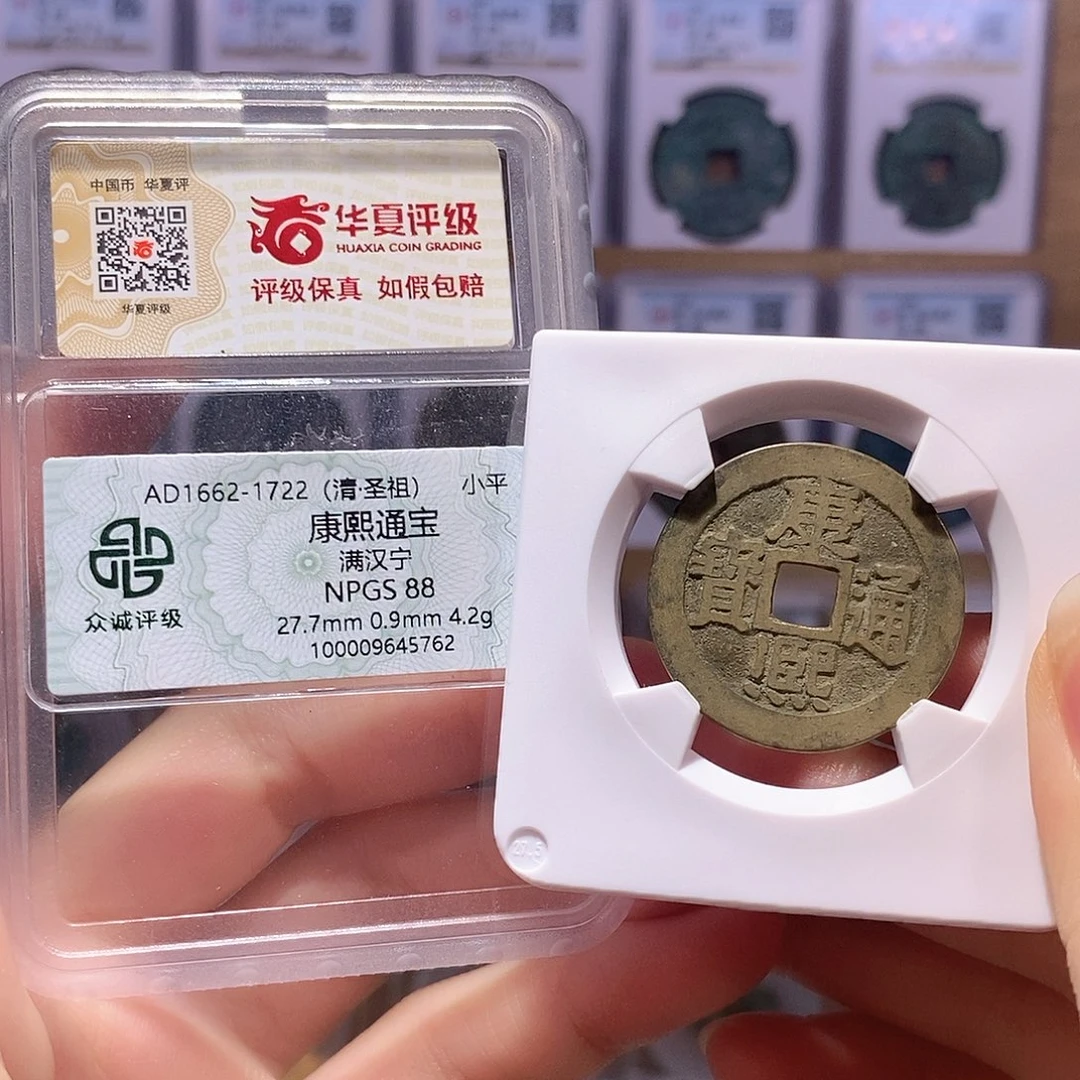 中国币 华夏评
华夏评级
华夏评级
HUAXIA COIN GRADING
评级保真 如假包赔
AD1662-1722（清·圣祖） 小平
康熙通宝
满汉宁
NPGS 88
27.7mm 0.9mm 4.2g
100009645762
众诚评级
康熙通寶
27.5